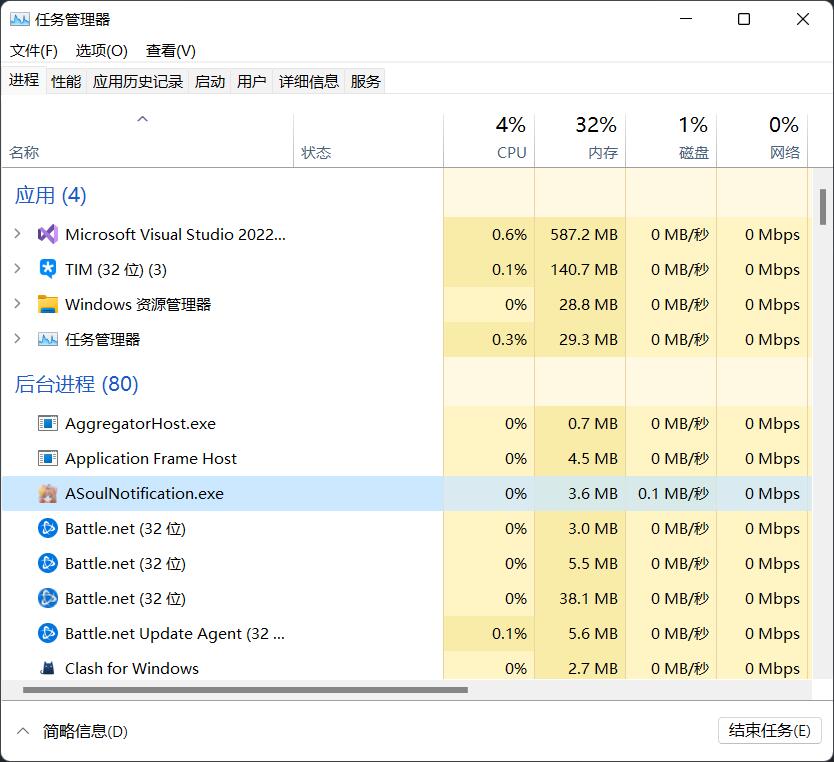 任务管理器
文件(F) 选项(O) 查看(V)
进程 性能 应用历史记录 启动 用户 详细信息 服务
4% 32% 1% 0%
名称 状态 CPU 内存 磁盘 网络
应用 (4)
Microsoft Visual Studio 2022... 0.6% 587.2 MB 0 MB/秒 0 Mbps
TIM (32 位) (3) 0.1% 140.7 MB 0 MB/秒 0 Mbps
Windows 资源管理器 0% 28.8 MB 0 MB/秒 0 Mbps
任务管理器 0.3% 29.3 MB 0 MB/秒 0 Mbps
后台进程 (80)
AggregatorHost.exe 0% 0.7 MB 0 MB/秒 0 Mbps
Application Frame Host 0% 4.5 MB 0 MB/秒 0 Mbps
ASoulNotification.exe 0% 3.6 MB 0.1 MB/秒 0 Mbps
Battle.net (32 位) 0% 3.0 MB 0 MB/秒 0 Mbps
Battle.net (32 位) 0% 5.5 MB 0 MB/秒 0 Mbps
Battle.net (32 位) 0% 38.1 MB 0 MB/秒 0 Mbps
Battle.net Update Agent (32 ... 0.1% 5.6 MB 0 MB/秒 0 Mbps
Clash for Windows 0% 2.7 MB 0 MB/秒 0 Mbps
简略信息(D) 结束任务(E)